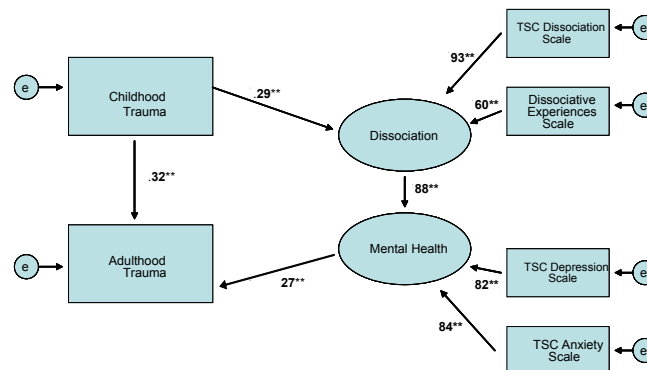 TSC Dissociation
Scale
e
93**
e
Childhood
Trauma
.29**
60**
Dissociative
Experiences
Scale
e
Dissociation
.32**
88**
e
Adulthood
Trauma
Mental Health
27**
82**
TSC Depression
Scale
e
84**
TSC Anxiety
Scale
e